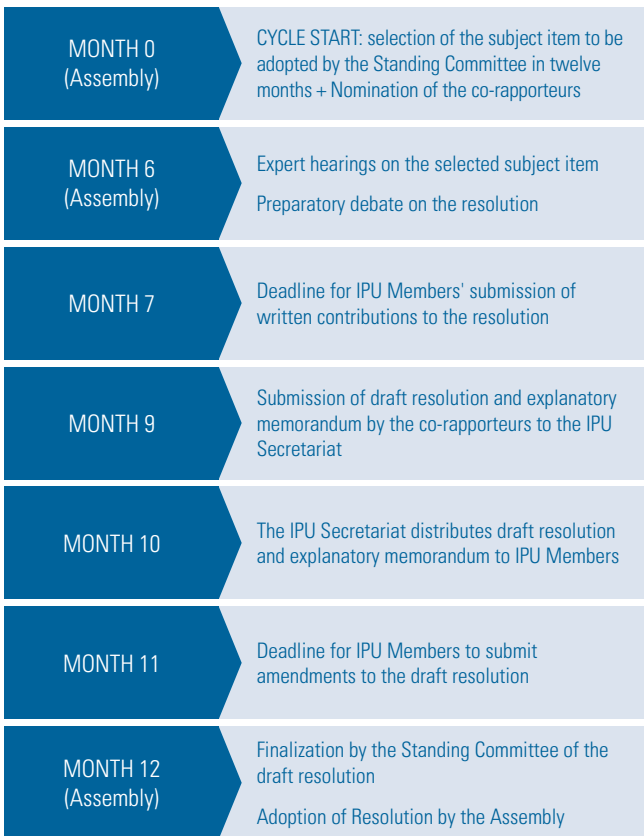 MONTH 0
(Assembly)
CYCLE START: selection of the subject item to be
adopted by the Standing Committee in twelve
months + Nomination of the co-rapporteurs
MONTH 6
(Assembly)
Expert hearings on the selected subject item
Preparatory debate on the resolution
MONTH 7
Deadline for IPU Members' submission of
written contributions to the resolution
MONTH 9
Submission of draft resolution and explanatory
memorandum by the co-rapporteurs to the IPU
Secretariat
MONTH 10
The IPU Secretariat distributes draft resolution
and explanatory memorandum to IPU Members
MONTH 11
Deadline for IPU Members to submit
amendments to the draft resolution
MONTH 12
(Assembly)
Finalization by the Standing Committee of the
draft resolution
Adoption of Resolution by the Assembly